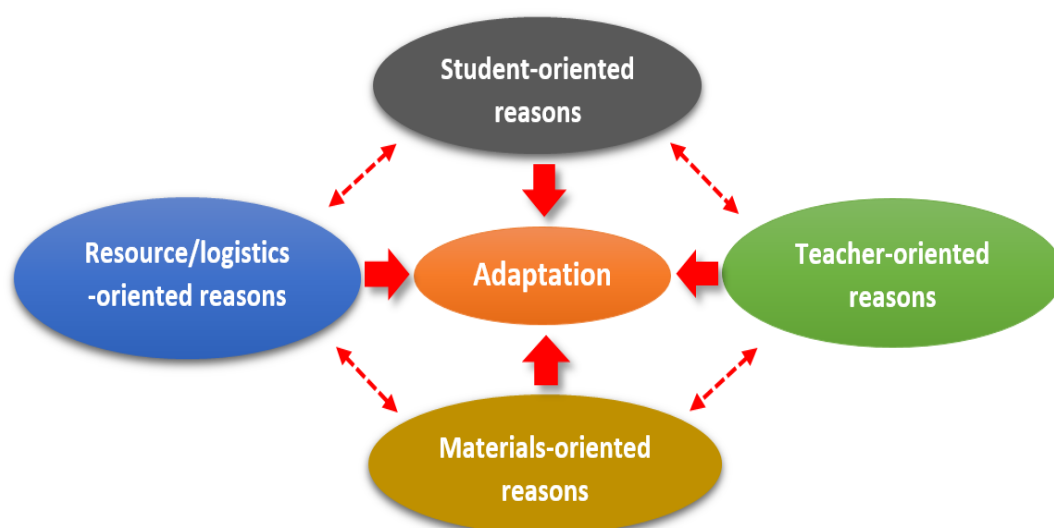 Student-oriented
reasons
Resource/logistics
-oriented reasons
Adaptation
Teacher-oriented
reasons
Materials-oriented
reasons